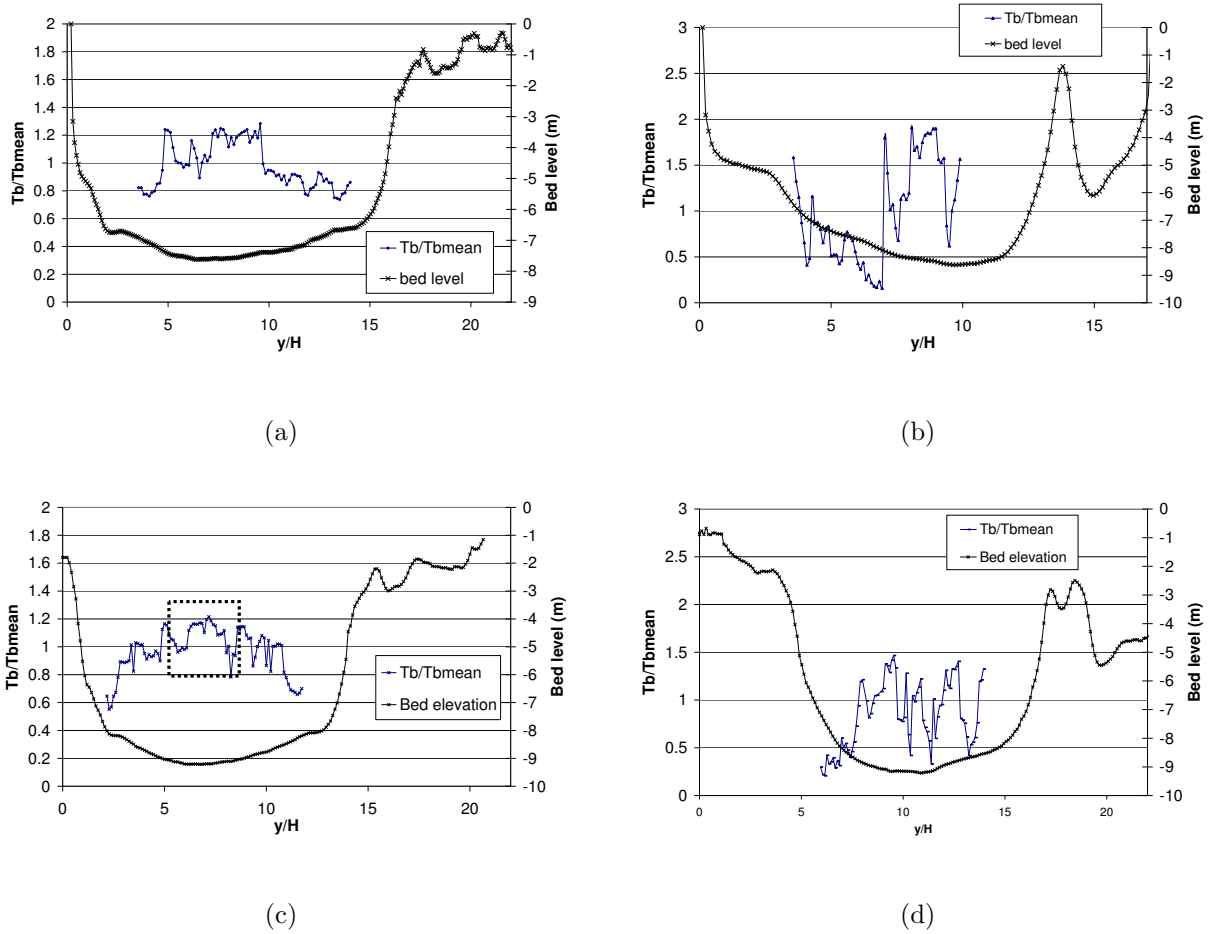 2 0
1.8 -1
1.6 -2
1.4 -3
1.2 -4
1 -5
0.8 -6
0.6 -7
0.4 -8
0.2
0 -9
0 5 10 15 20
y/H
Tb/Tbmean
Bed level (m)
Tb/Tbmean
bed level
(a)
3 0
-1
2.5 -2
-3
2 -4
1.5 -5
-6
1 -7
-8
0.5 -9
0 -10
0 5 10 15
y/H
Tb/Tbmean
Bed level (m)
Tb/Tbmean
bed level
(b)
2 0
1.8 -1
1.6 -2
1.4 -3
1.2 -4
1 -5
0.8 -6
0.6 -7
0.4 -8
0.2 -9
0 -10
0 5 10 15 20
y/H
Tb/Tbmean
Bed level (m)
Tb/Tbmean
Bed elevation
(c)
3 0
-1
2.5 -2
-3
2 -4
1.5 -5
-6
1 -7
-8
0.5 -9
0 -10
0 5 10 15 20
y/H
Tb/Tbmean
Bed level (m)
Tb/Tbmean
Bed elevation
(d)